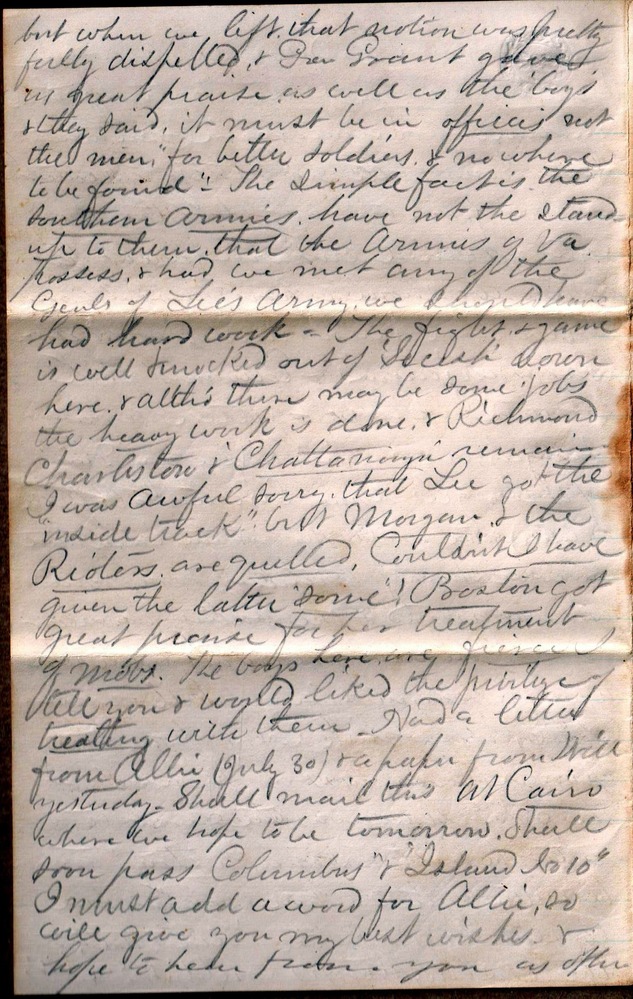 but when we left, that notion was pretty
fully dispelled, & Gen Grant gave
us great praise, as well as the boys
& they said, it must be in officers not
the men, "for better soldiers, & nowhere
to be found"! The simple fact is the
southern armies, have not the stand
up to them, that the Armies of Va
possess, & had we met any of the
Genls of Lee's Army, we should have
had hard work - The fight, & game
is well knocked out of Secesh down
here, & altho there may be some jobs
the heavy work is done, & Richmond
Charleston & Chattanooga remain
I was awful sorry, that Lee got the
"inside track", but Morgan, & the
Rioters, are quelled, Couldn't I have
given the latter "some"! Boston got
great praise for her treatment
of mobs. The boys here are fierce I
tell you & would liked the privilege of
treating with them - Had a letter
from Allie (July 30) & a paper from Will
yesterday - Shall mail this at Cairo
where we hope to be tomorrow. Shall
soon pass Columbus "&" Island No 10"
I must add a word for Allie, so
will give you my best wishes, &
hope to hear from you as often